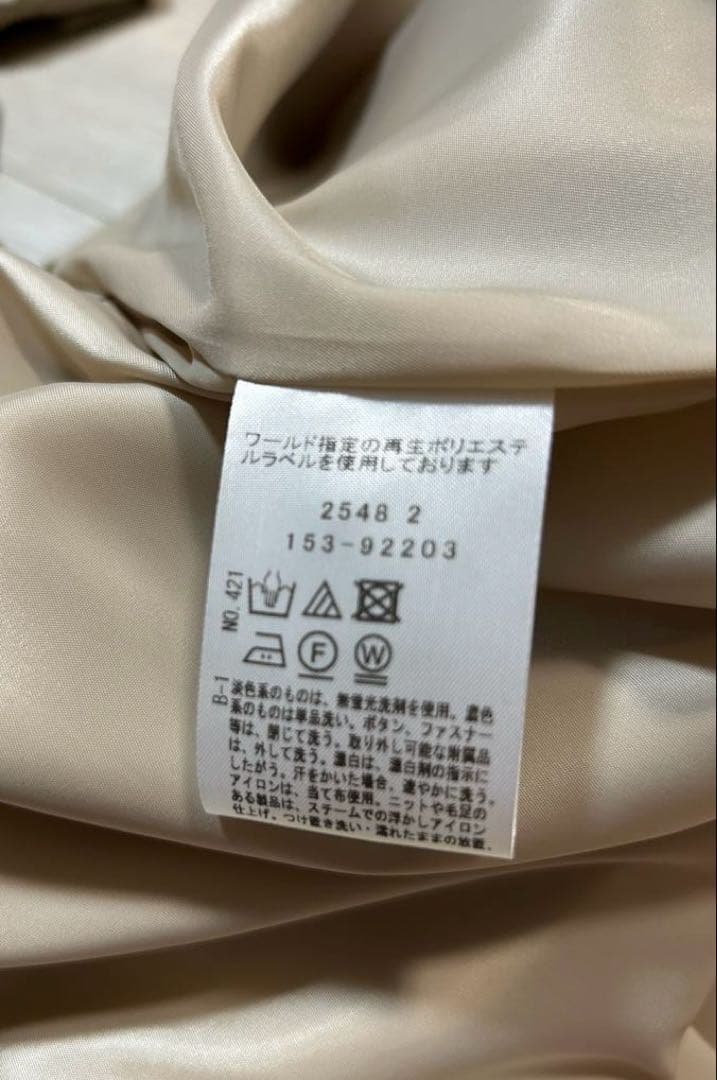 ワールド指定の再生ポリエステ
ルラベルを使用しております
2548 2
153-92203
NO. 421
F
W
B-1
淡色系のものは、無蛍光洗剤を使用。濃色
系のものは単品洗い。ボタン、ファスナー
等は、閉じて洗う。取り外し可能な附属品
は、外して洗う。漂白は、漂白剤の指示に
したがう。汗をかいた場合、速やかに洗う。
アイロンは、当て布使用。ニットや毛足の
ある製品は、スチームでの浮かしアイロン
仕上げ。つけ置き洗い・濡れたままの放置、